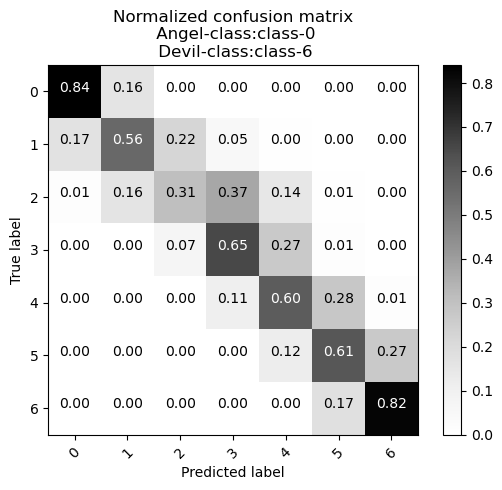 Normalized confusion matrix
Angel-class:class-0
Devil-class:class-6
0 0.84 0.16 0.00 0.00 0.00 0.00 0.00
1 0.17 0.56 0.22 0.05 0.00 0.00 0.00
2 0.01 0.16 0.31 0.37 0.14 0.01 0.00
3 0.00 0.00 0.07 0.65 0.27 0.01 0.00
4 0.00 0.00 0.00 0.11 0.60 0.28 0.01
5 0.00 0.00 0.00 0.00 0.12 0.61 0.27
6 0.00 0.00 0.00 0.00 0.00 0.17 0.82
True label
0 1 2 3 4 5 6
Predicted label
0.8
0.7
0.6
0.5
0.4
0.3
0.2
0.1
0.0